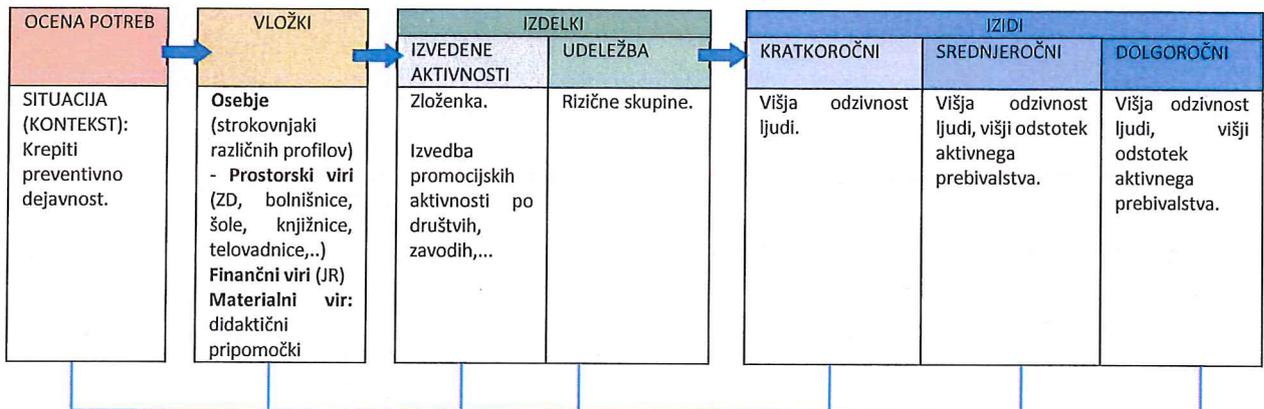 OCENA POTREB
SITUACIJA
(KONTEKST):
Krepiti
preventivno
dejavnost.
VLOŽKI
Osebje
(strokovnjaki
različnih profilov)
- Prostorski viri
(ZD, bolnišnice,
šole, knjižnice,
telovadnice,..)
Finančni viri (JR)
Materialni vir:
didaktični
pripomočki
IZDELKI
IZVEDENE
AKTIVNOSTI
Zloženka.
Izvedba
promocijskih
aktivnosti po
društvih,
zavodih,...
UDELEŽBA
Rizične skupine.
IZIDI
KRATKOROČNI
Višja odzivnost
ljudi.
SREDNJEROČNI
Višja odzivnost
ljudi, višji odstotek
aktivnega
prebivalstva.
DOLGOROČNI
Višja odzivnost
ljudi, višji
odstotek
aktivnega
prebivalstva.